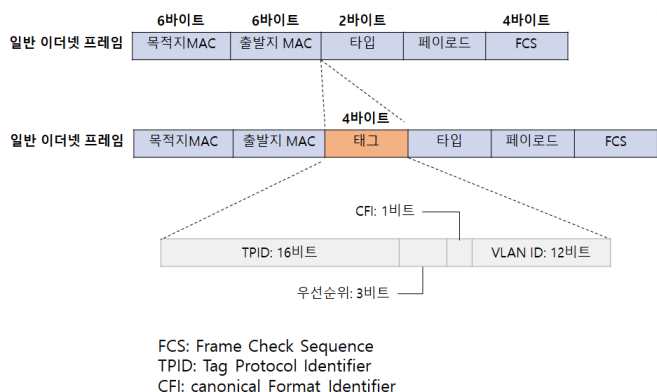 6바이트 6바이트 2바이트 4바이트
일반 이더넷 프레임 목적지MAC 출발지 MAC 타입 페이로드 FCS
4바이트
일반 이더넷 프레임 목적지MAC 출발지 MAC 태그 타입 페이로드 FCS
CFI: 1비트
TPID: 16비트 VLAN ID: 12비트
우선순위: 3비트
FCS: Frame Check Sequence
TPID: Tag Protocol Identifier
CFI: canonical Format Identifier